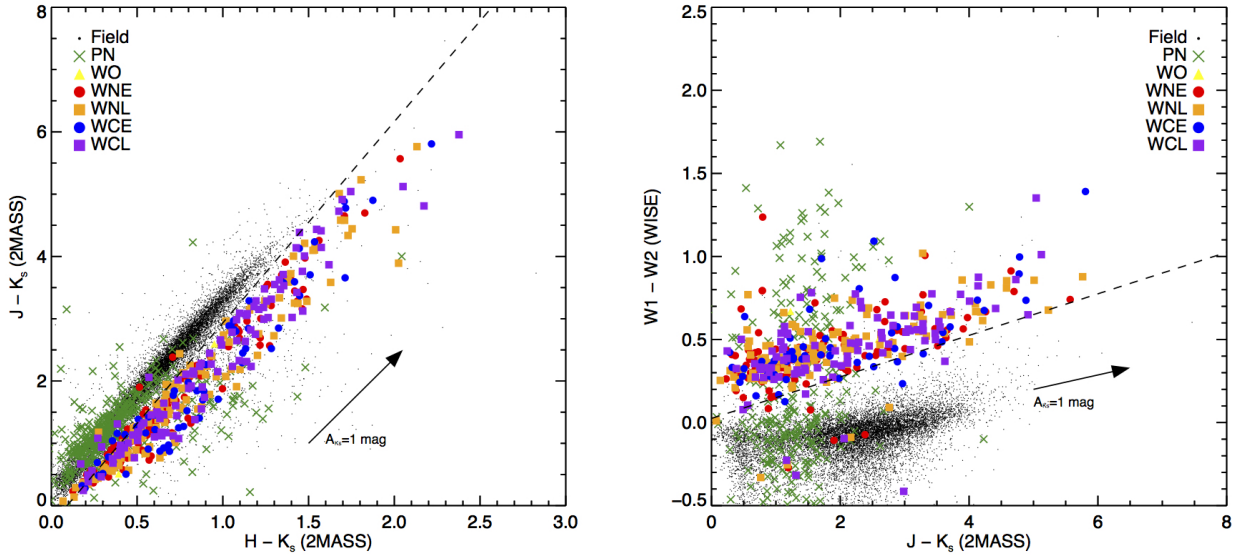 8
6
4
2
0
J – Ks (2MASS)
Field
PN
WO
WNE
WNL
WCE
WCL
AKs=1 mag
0.0
0.5
1.0
1.5
2.0
2.5
3.0
H – Ks (2MASS)
2.5
2.0
1.5
1.0
0.5
0.0
–0.5
W1 – W2 (WISE)
Field
PN
WO
WNE
WNL
WCE
WCL
AKs=1 mag
0
2
4
6
8
J – Ks (2MASS)